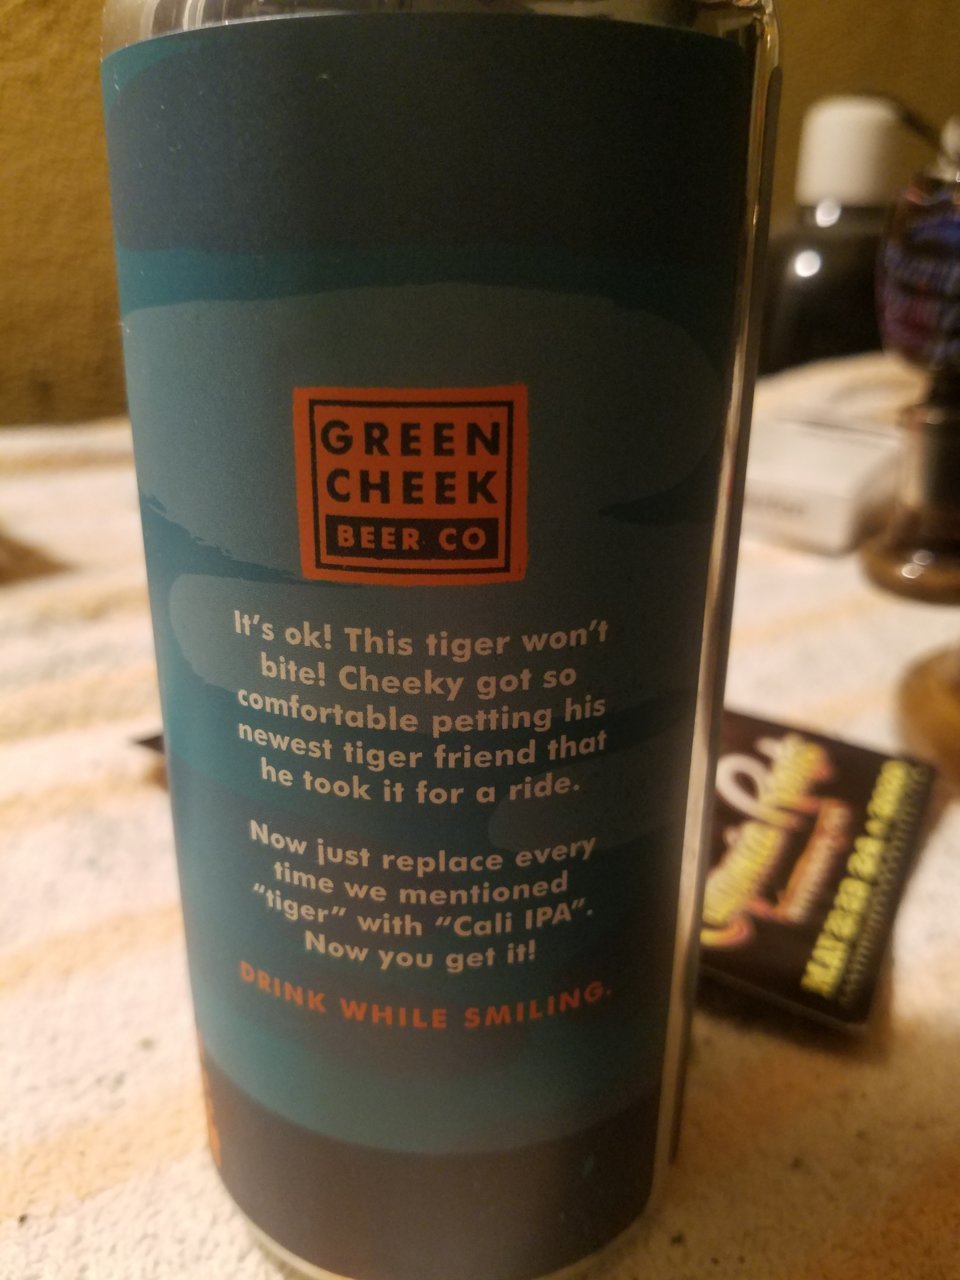 GREEN
CHEEK
BEER CO
It's ok! This tiger won't
bite! Cheeky got so
comfortable petting his
newest tiger friend that
he took it for a ride.
Now just replace every
time we mentioned
“tiger” with “Cali IPA”.
Now you get it!
DRINK WHILE SMILING.